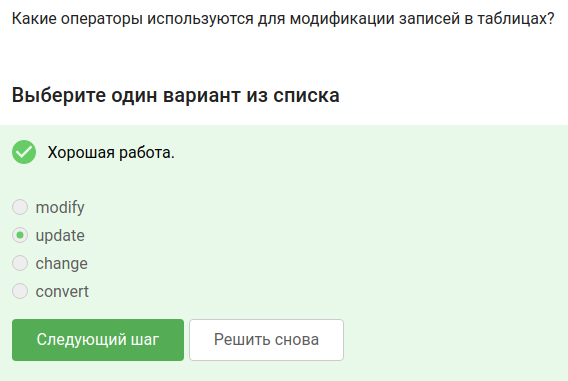 Какие операторы используются для модификации записей в таблицах?
Выберите один вариант из списка
Хорошая работа.
modify
update
change
convert
Следующий шаг
Решить снова